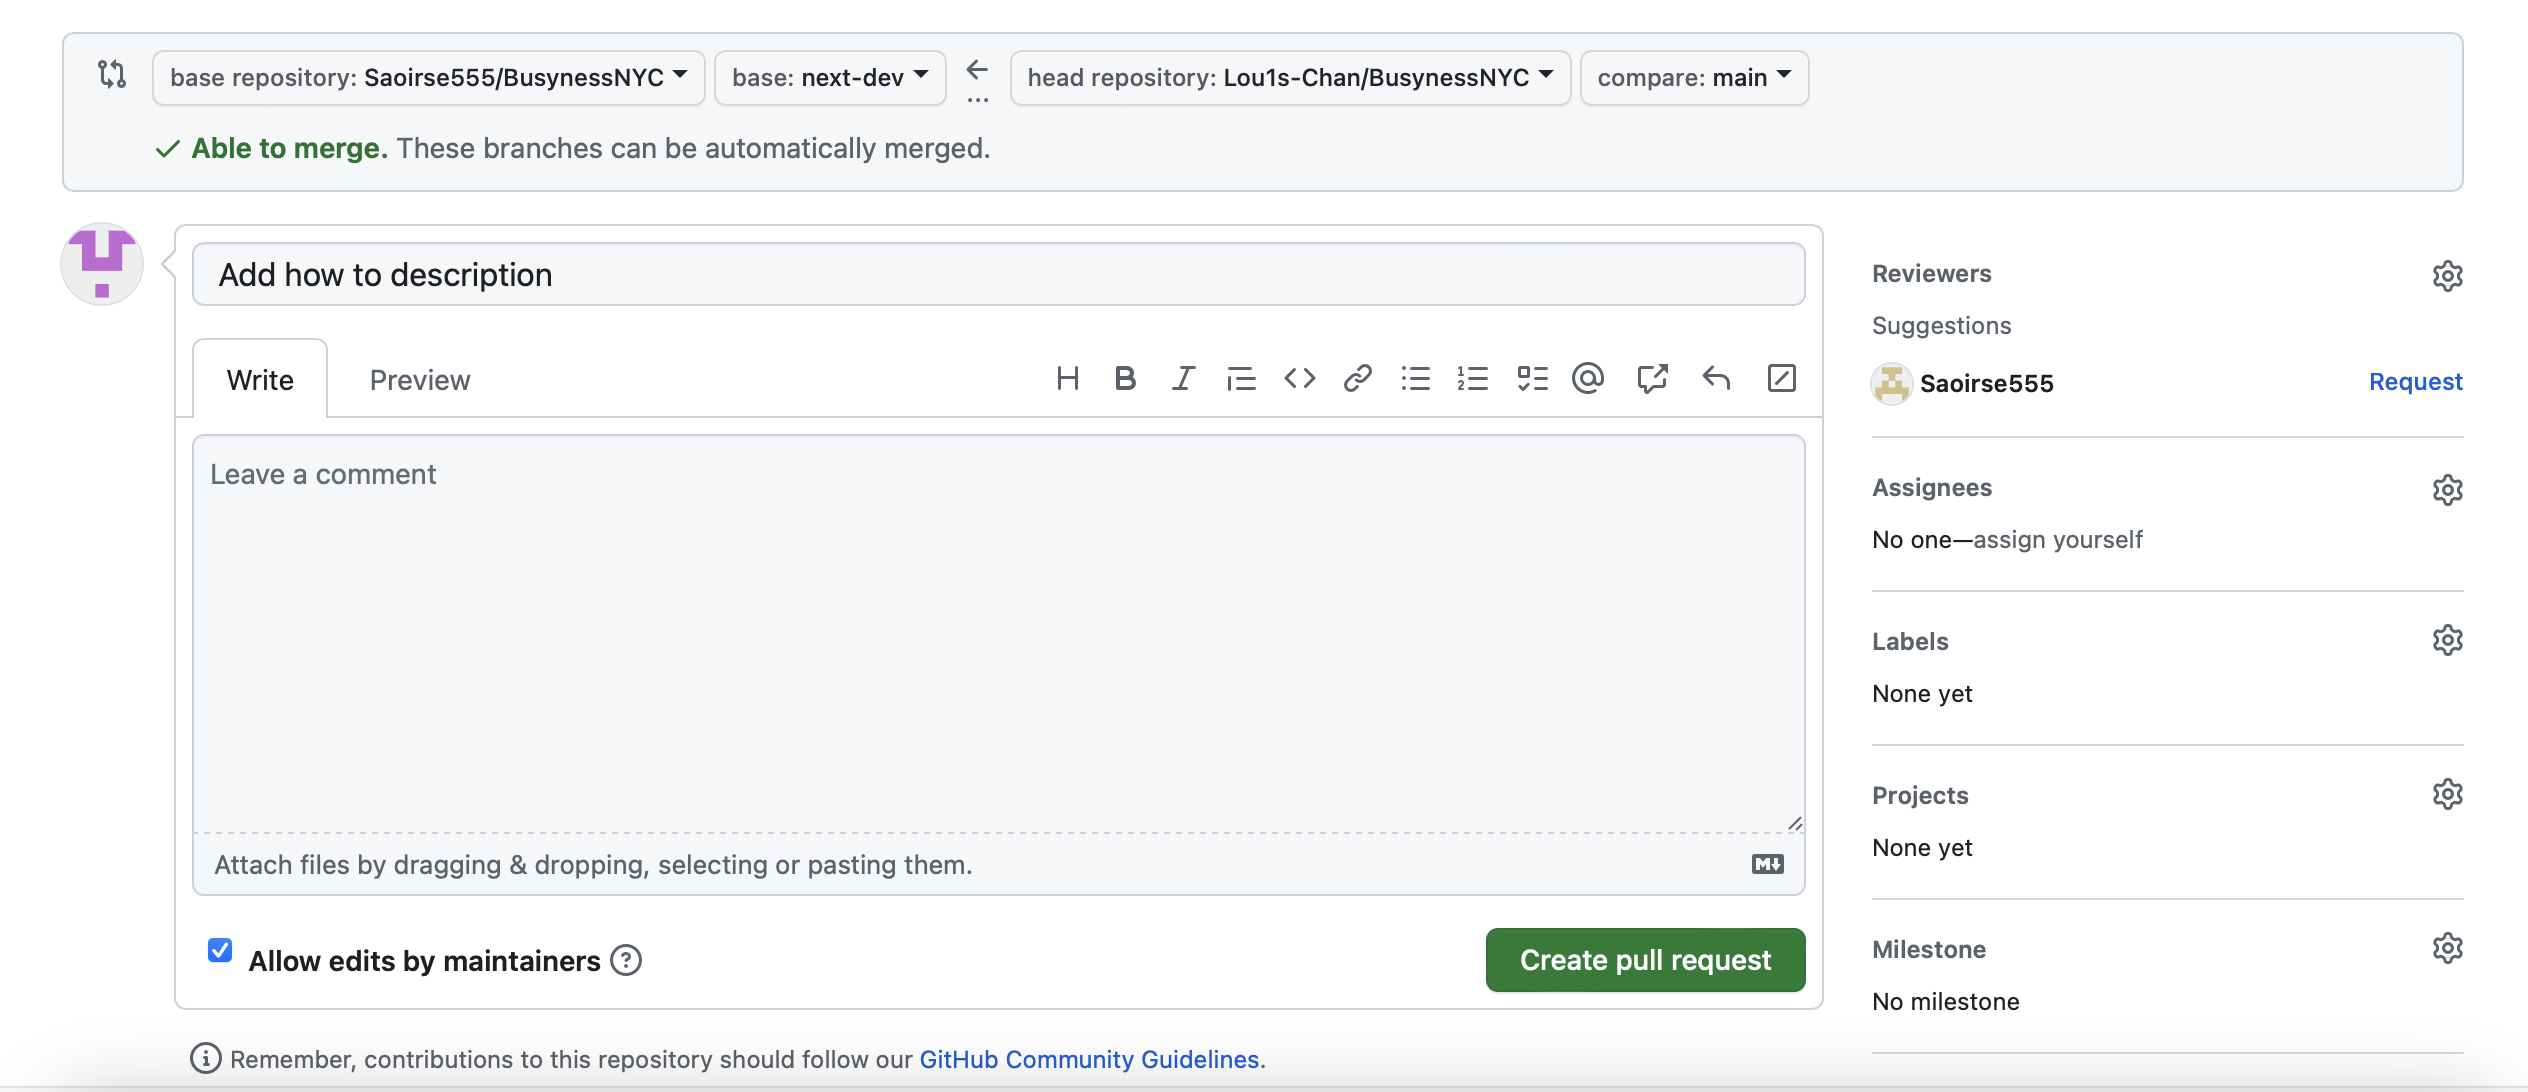 base repository: Saoirse555/BusynessNYC base: next-dev ... head repository: Lou1s-Chan/BusynessNYC compare: main
Able to merge. These branches can be automatically merged.
Add how to description
Write Preview
Leave a comment
Attach files by dragging & dropping, selecting or pasting them.
Allow edits by maintainers
Create pull request
Remember, contributions to this repository should follow our GitHub Community Guidelines.
Reviewers
Suggestions
Saoirse555 Request
Assignees
No one—assign yourself
Labels
None yet
Projects
None yet
Milestone
No milestone